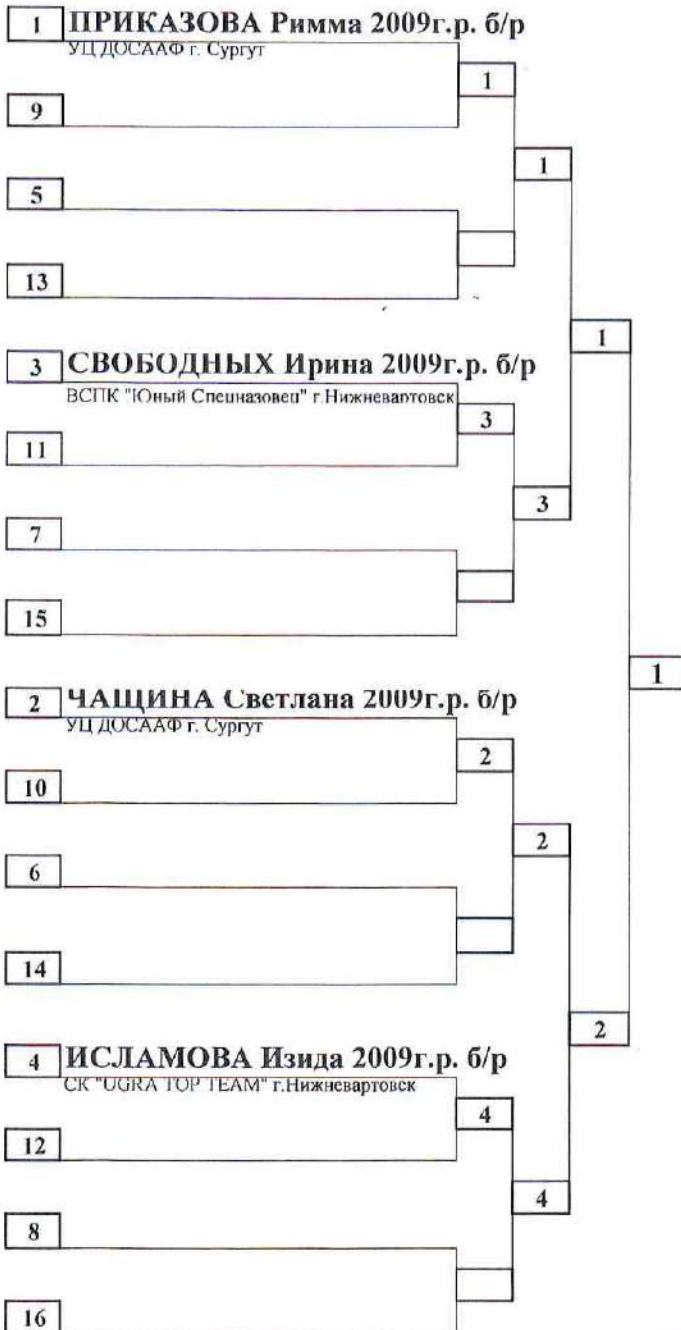 1 ПРИКАЗОВА Римма 2009г.р. б/р
УЦ ДОСААФ г. Сургут
1
9
1
5
13
1
3 СВОБОДНЫХ Ирина 2009г.р. б/р
ВСПК "Юный Спецназовец" г.Нижневартовск
3
11
3
7
15
1
2 ЧАЩИНА Светлана 2009г.р. б/р
УЦ ДОСААФ г. Сургут
2
10
2
6
14
2
4 ИСЛАМОВА Изида 2009г.р. б/р
СК "UGRA TOP TEAM" г.Нижневартовск
4
12
4
8
16